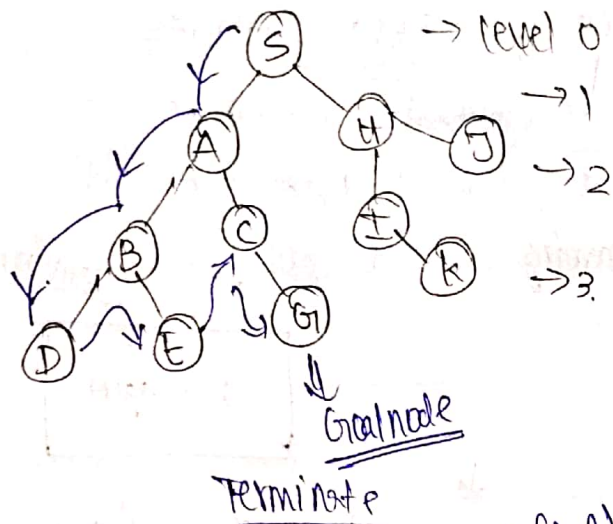 S → level 0
→ 1
A H J
→ 2
B C I
K → 3.
D E G
Goalnode
Terminate